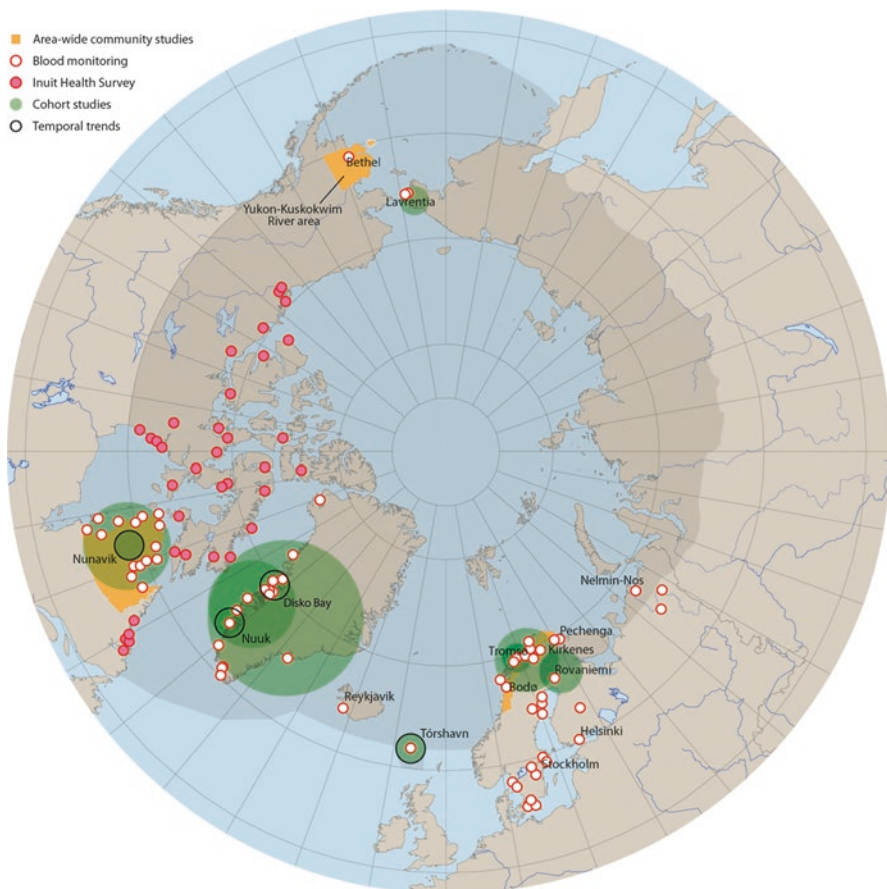 Area-wide community studies
Blood monitoring
Inuit Health Survey
Cohort studies
Temporal trends
Bethel
Yukon-Kuskokwim
River area
Lavrentia
Nunavik
Disko Bay
Nuuk
Nelmin-Nos
Pechenga
Tromsø
Kirkenes
Rovaniemi
Bodø
Reykjavik
Tórshavn
Helsinki
Stockholm